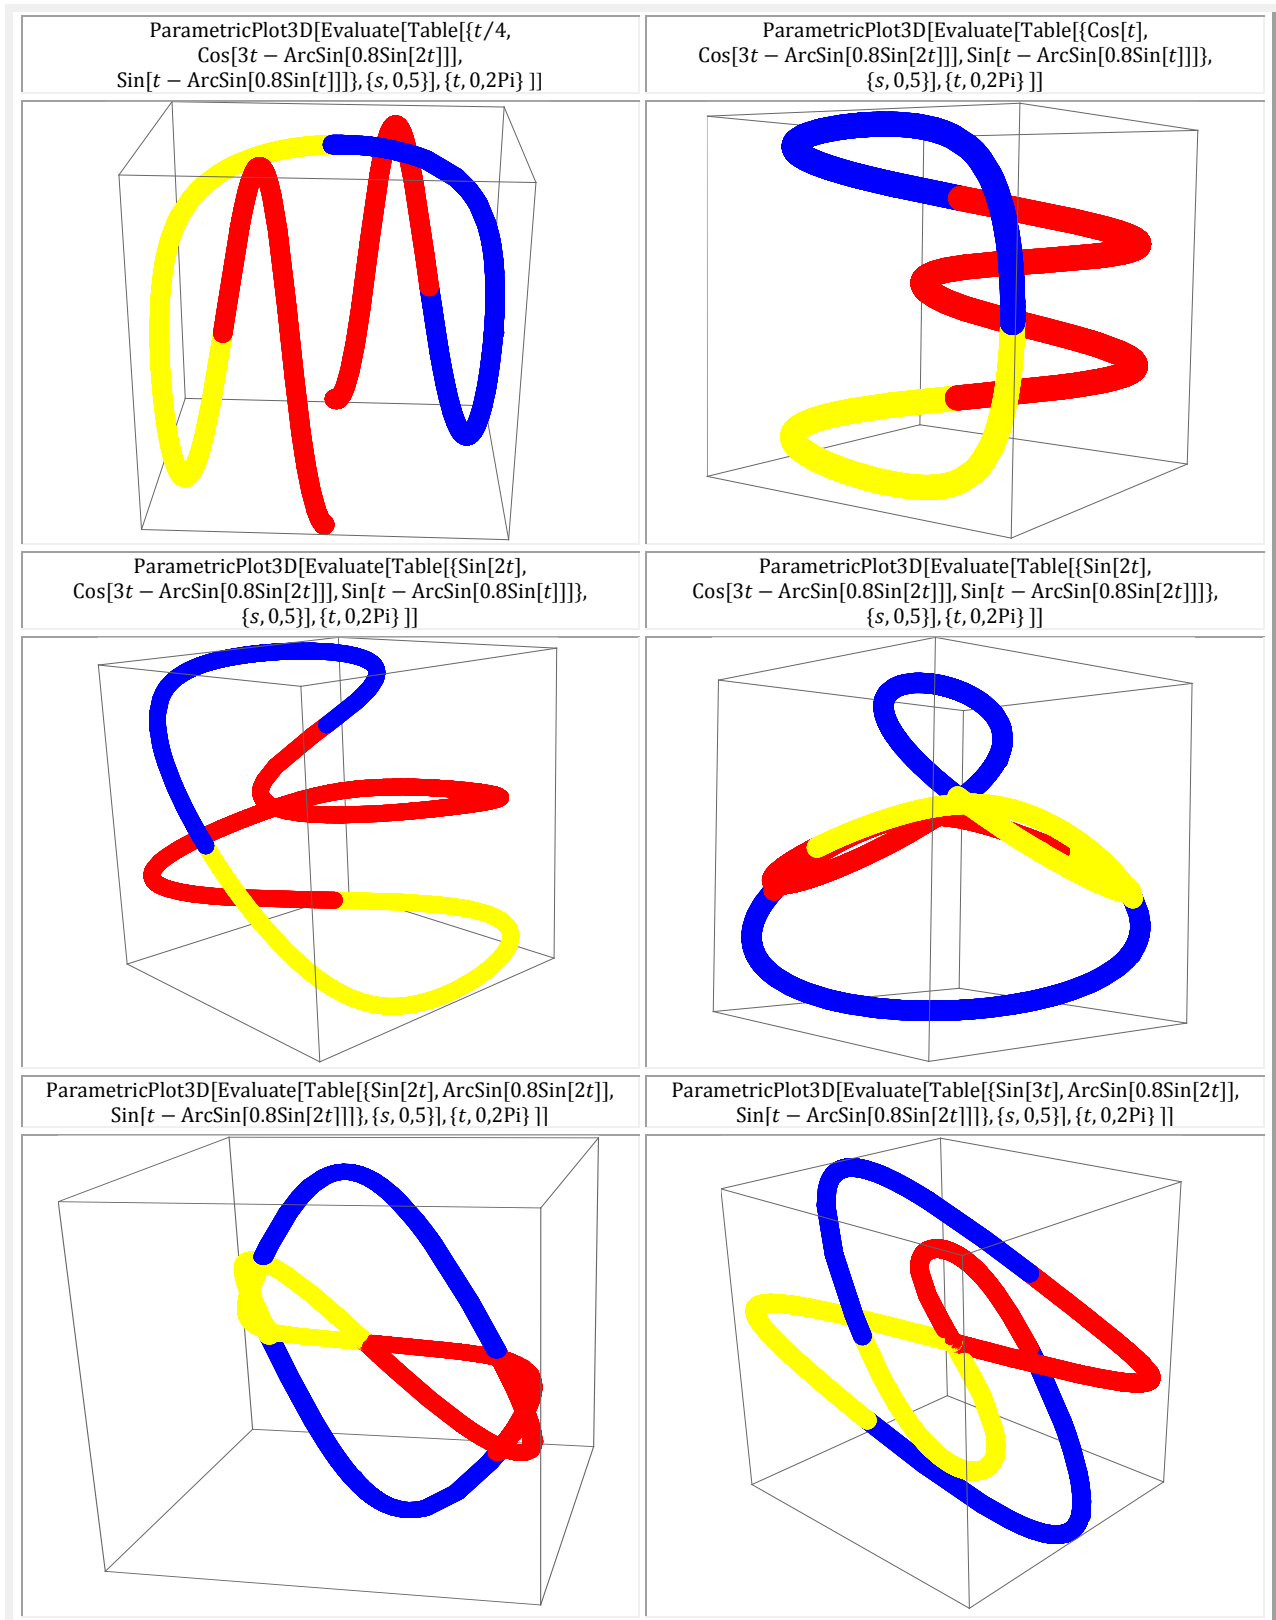 ParametricPlot3D[Evaluate[Table[{t/4,
Cos[3t − ArcSin[0.8Sin[2t]]],
Sin[t − ArcSin[0.8Sin[t]]]}, {s, 0,5}], {t, 0,2Pi} ]]
ParametricPlot3D[Evaluate[Table[{Cos[t],
Cos[3t − ArcSin[0.8Sin[2t]]], Sin[t − ArcSin[0.8Sin[t]]]},
{s, 0,5}], {t, 0,2Pi} ]]
ParametricPlot3D[Evaluate[Table[{Sin[2t],
Cos[3t − ArcSin[0.8Sin[2t]]], Sin[t − ArcSin[0.8Sin[t]]]},
{s, 0,5}], {t, 0,2Pi} ]]
ParametricPlot3D[Evaluate[Table[{Sin[2t],
Cos[3t − ArcSin[0.8Sin[2t]]], Sin[t − ArcSin[0.8Sin[2t]]]},
{s, 0,5}], {t, 0,2Pi} ]]
ParametricPlot3D[Evaluate[Table[{Sin[2t], ArcSin[0.8Sin[2t]],
Sin[t − ArcSin[0.8Sin[2t]]]}, {s, 0,5}], {t, 0,2Pi} ]]
ParametricPlot3D[Evaluate[Table[{Sin[3t], ArcSin[0.8Sin[2t]],
Sin[t − ArcSin[0.8Sin[2t]]]}, {s, 0,5}], {t, 0,2Pi} ]]